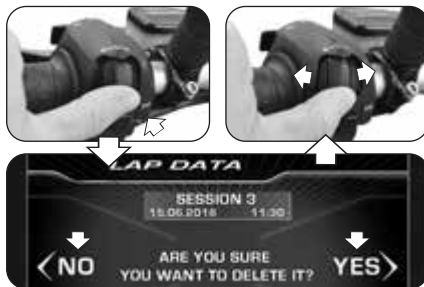 LAP DATA
SESSION 3
15.06.2016 11:30
<NO
ARE YOU SURE
YOU WANT TO DELETE IT?
YES>